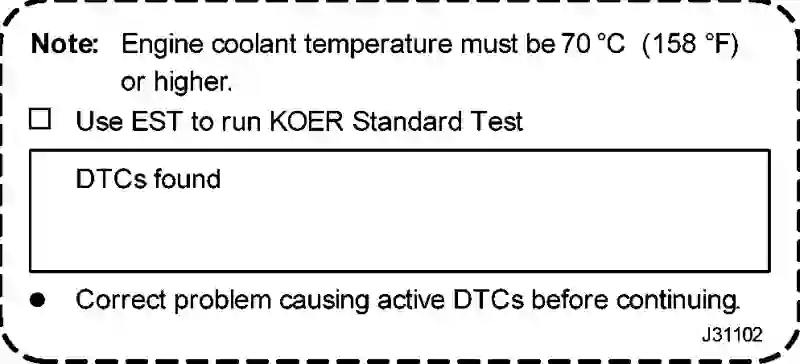 Note: Engine coolant temperature must be 70 °C (158 °F)
or higher.
☐ Use EST to run KOER Standard Test
DTCs found
● Correct problem causing active DTCs before continuing.
J31102